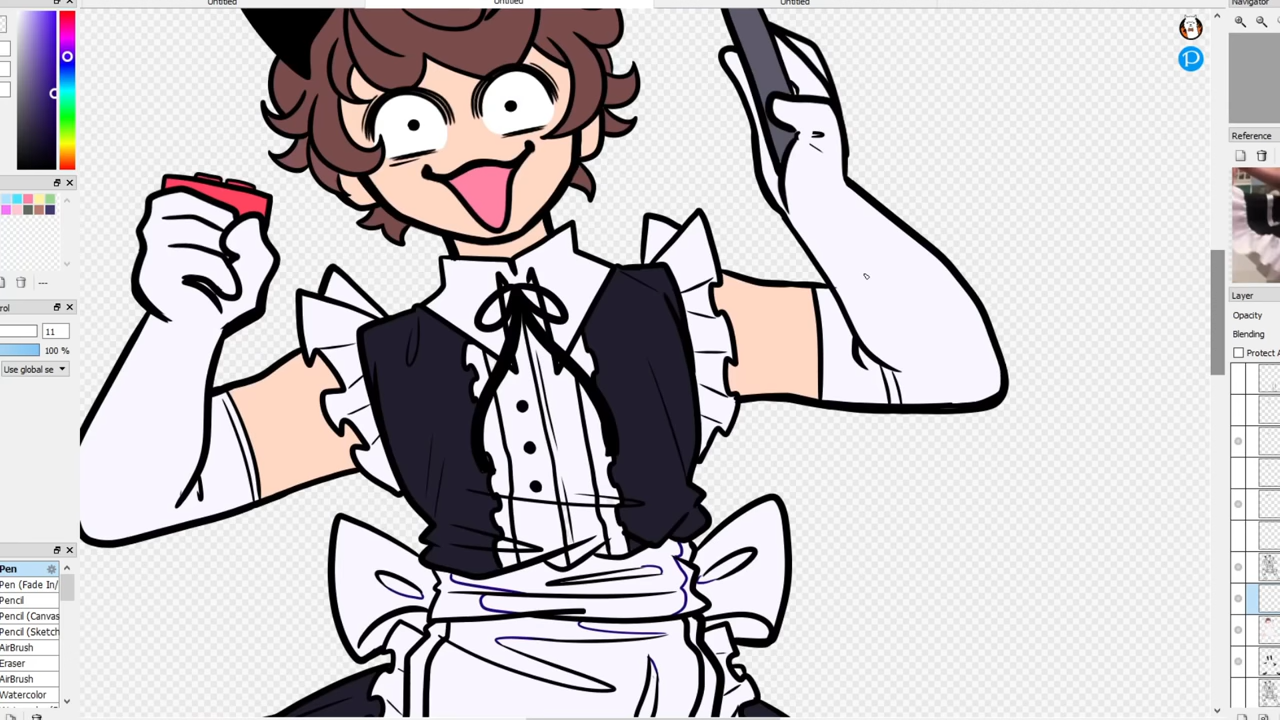 Untitled
Untitled
Untitled
Navigator
Reference
rol
11
100 %
Use global se
Layer
Opacity
Blending
Protect A
Pen
Pen (Fade In/
Pencil
Pencil (Canvas
Pencil (Sketch
AirBrush
Eraser
AirBrush
Watercolor